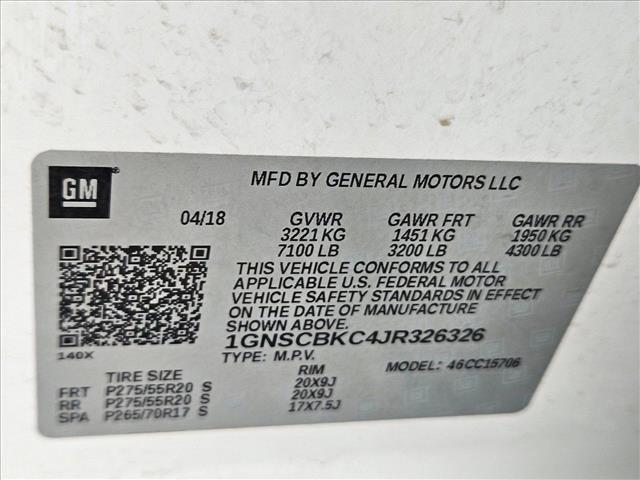 GM
MFD BY GENERAL MOTORS LLC
04/18 GVWR GAWR FRT GAWR RR
3221 KG 1451 KG 1950 KG
7100 LB 3200 LB 4300 LB
THIS VEHICLE CONFORMS TO ALL
APPLICABLE U.S. FEDERAL MOTOR
VEHICLE SAFETY STANDARDS IN EFFECT
ON THE DATE OF MANUFACTURE
SHOWN ABOVE.
140X 1GNSCBKC4JR326326
TYPE: M.P.V. MODEL: 46CC15706
TIRE SIZE RIM
FRT P275/55R20 S 20X9J
RR P275/55R20 S 20X9J
SPA P265/70R17 S 17X7.5J